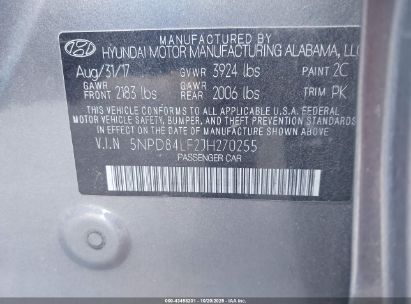 MANUFACTURED BY
HYUNDAI MOTOR MANUFACTURING ALABAMA, LLC
Aug/31/17 GVWR 3924 lbs PAINT 2C
GAWR FRONT 2183 lbs GAWR REAR 2006 lbs TRIM PK
THIS VEHICLE CONFORMS TO ALL APPLICABLE U.S.A. FEDERAL
MOTOR VEHICLE SAFETY, BUMPER, AND THEFT PREVENTION STANDARDS
IN EFFECT ON THE DATE OF MANUFACTURE SHOWN ABOVE.
V.I.N 5NPD84LF2JH270255
PASSENGER CAR